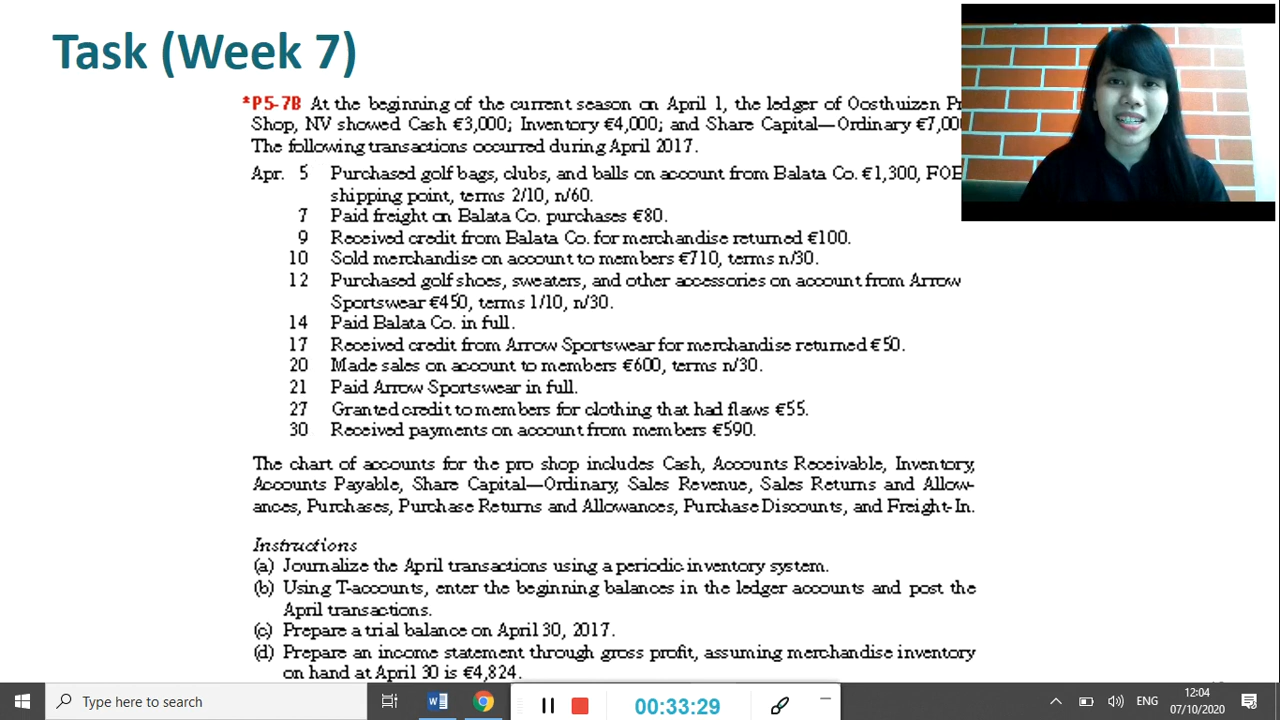 Task (Week 7)
*P5-7B At the beginning of the current season on April 1, the ledger of Oosthuizen Pr
Shop, NV showed Cash €3,000; Inventory €4,000; and Share Capital—Ordinary €7,000
The following transactions occurred during April 2017.
Apr. 5 Purchased golf bags, clubs, and balls on account from Balata Co. €1,300, FOB
shipping point, terms 2/10, n/60.
7 Paid freight on Balata Co. purchases €80.
9 Received credit from Balata Co. for merchandise returned €100.
10 Sold merchandise on account to members €710, terms n/30.
12 Purchased golf shoes, sweaters, and other accessories on account from Arrow
Sportswear €450, terms 1/10, n/30.
14 Paid Balata Co. in full.
17 Received credit from Arrow Sportswear for merchandise returned €50.
20 Made sales on account to members €600, terms n/30.
21 Paid Arrow Sportswear in full.
27 Granted credit to members for clothing that had flaws €55.
30 Received payments on account from members €590.
The chart of accounts for the pro shop includes Cash, Accounts Receivable, Inventory,
Accounts Payable, Share Capital—Ordinary, Sales Revenue, Sales Returns and Allow-
ances, Purchases, Purchase Returns and Allowances, Purchase Discounts, and Freight-In.
Instructions
(a) Journalize the April transactions using a periodic inventory system.
(b) Using T-accounts, enter the beginning balances in the ledger accounts and post the
April transactions.
(c) Prepare a trial balance on April 30, 2017.
(d) Prepare an income statement through gross profit, assuming merchandise inventory
on hand at April 30 is €4,824.
Type here to search
00:33:29
ENG
12:04
07/10/2020